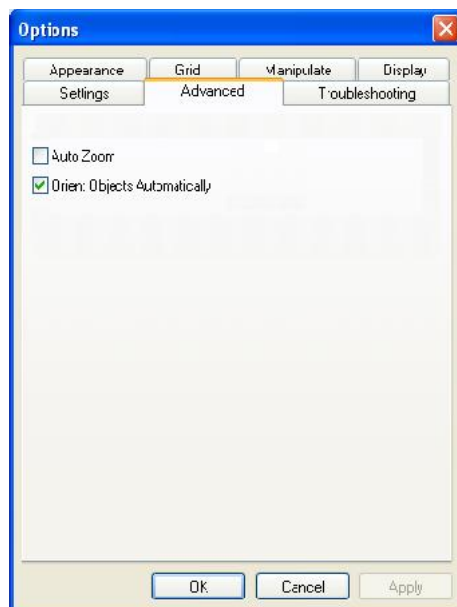 Options
Appearance Grid Manipulate Display
Settings Advanced Troubleshooting
Auto Zoom
Orient Objects Automatically
OK Cancel Apply